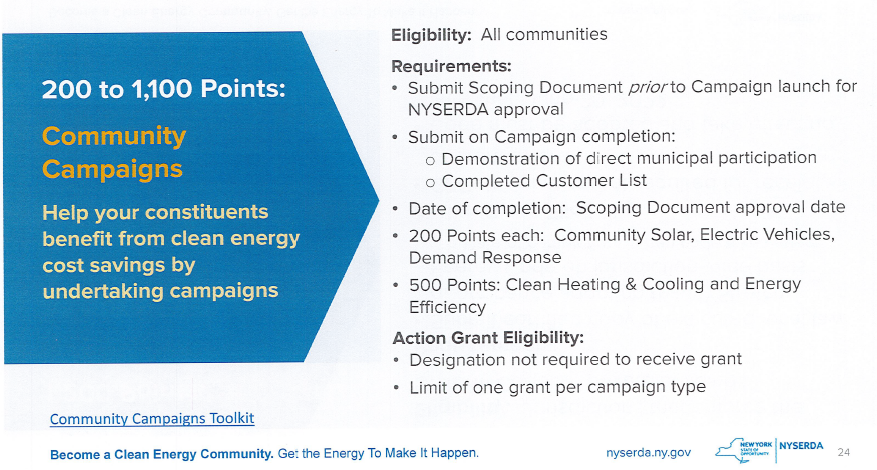 200 to 1,100 Points:
Community
Campaigns
Help your constituents
benefit from clean energy
cost savings by
undertaking campaigns
Community Campaigns Toolkit
Eligibility: All communities
Requirements:
• Submit Scoping Document prior to Campaign launch for
NYSERDA approval
• Submit on Campaign completion:
o Demonstration of direct municipal participation
o Completed Customer List
• Date of completion: Scoping Document approval date
• 200 Points each: Community Solar, Electric Vehicles,
Demand Response
• 500 Points: Clean Heating & Cooling and Energy
Efficiency
Action Grant Eligibility:
• Designation not required to receive grant
• Limit of one grant per campaign type
Become a Clean Energy Community. Get the Energy To Make It Happen.
nyserda.ny.gov
NEW YORK
STATE OF
OPPORTUNITY
NYSERDA
24